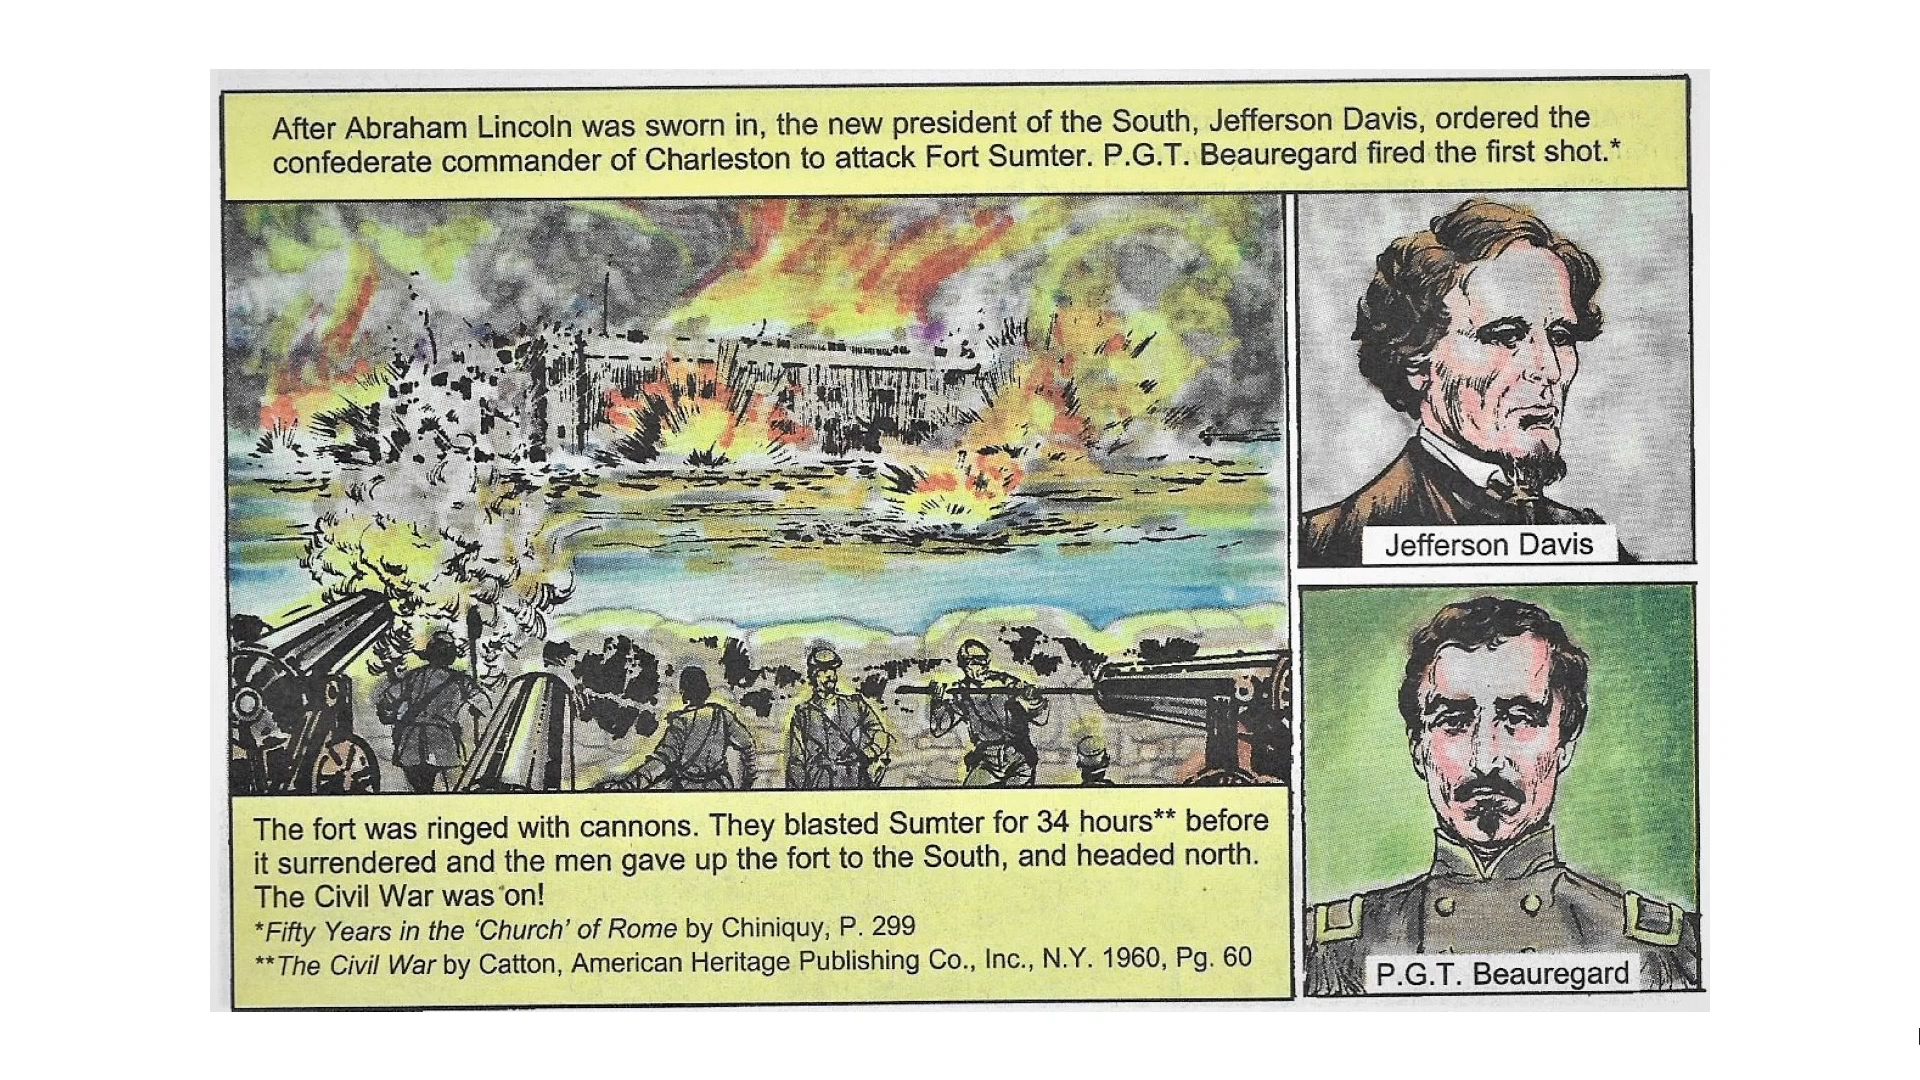 After Abraham Lincoln was sworn in, the new president of the South, Jefferson Davis, ordered the
confederate commander of Charleston to attack Fort Sumter. P.G.T. Beauregard fired the first shot.*
Jefferson Davis
P.G.T. Beauregard
The fort was ringed with cannons. They blasted Sumter for 34 hours** before
it surrendered and the men gave up the fort to the South, and headed north.
The Civil War was on!
*Fifty Years in the ‘Church’ of Rome by Chiniquy, P. 299
**The Civil War by Catton, American Heritage Publishing Co., Inc., N.Y. 1960, Pg. 60